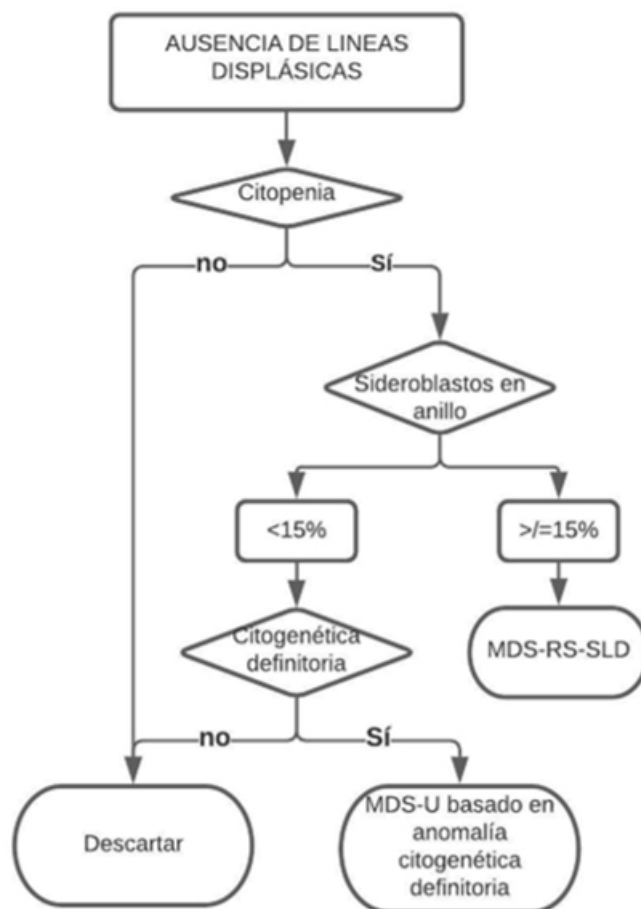 AUSENCIA DE LINEAS
DISPLÁSICAS
Citopenia
no
Sí
Sideroblastos en
anillo
<15%
>/=15%
Citogenética
definitoria
MDS-RS-SLD
no
Sí
Descartar
MDS-U basado en
anomalía
citogenética
definitoria